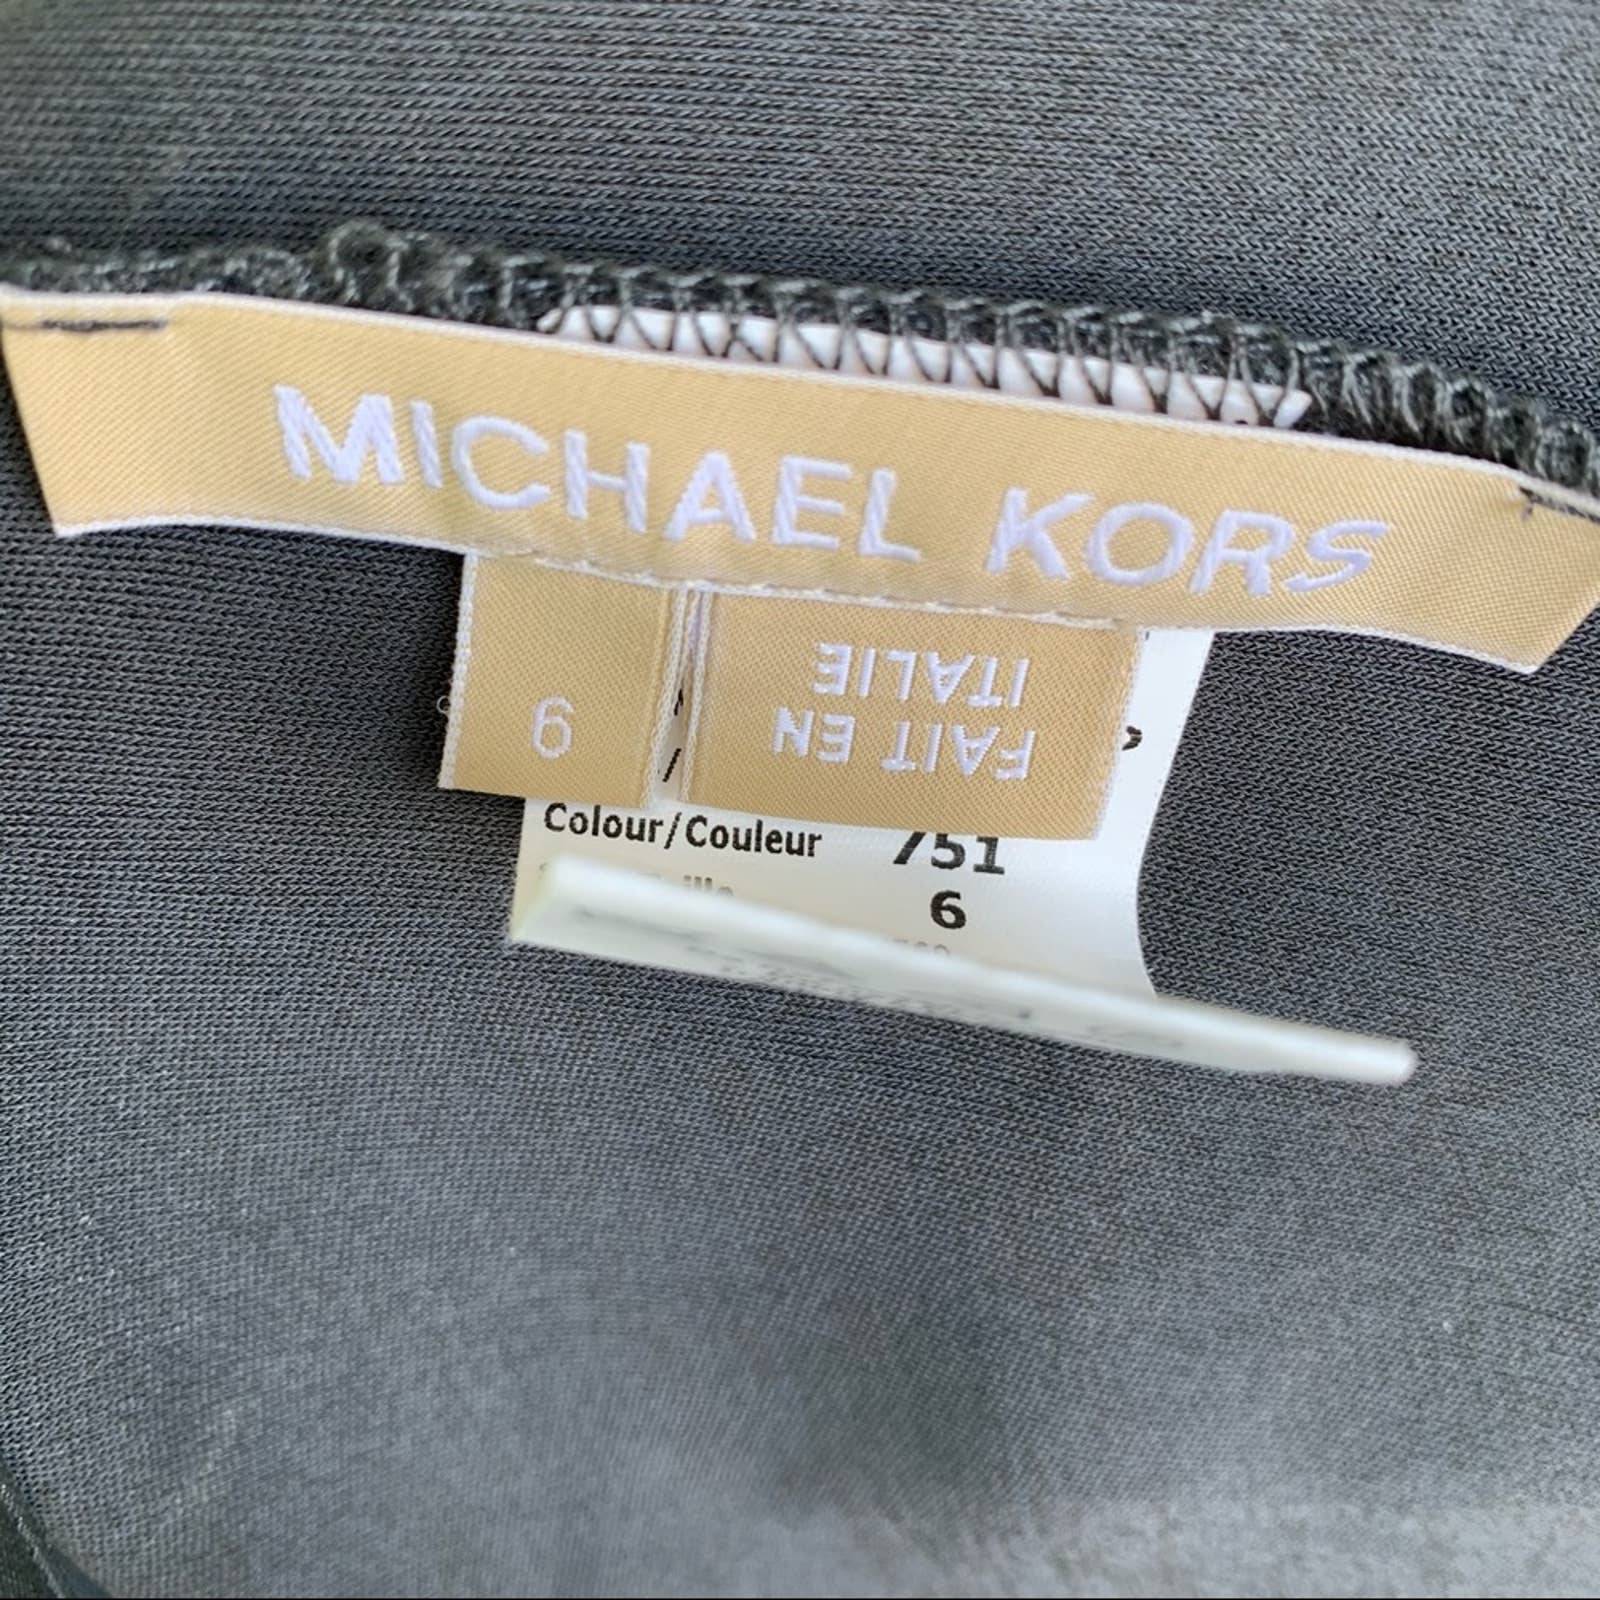 MICHAEL KORS
6
FAIT EN
ITALIE
Colour/Couleur 751
6